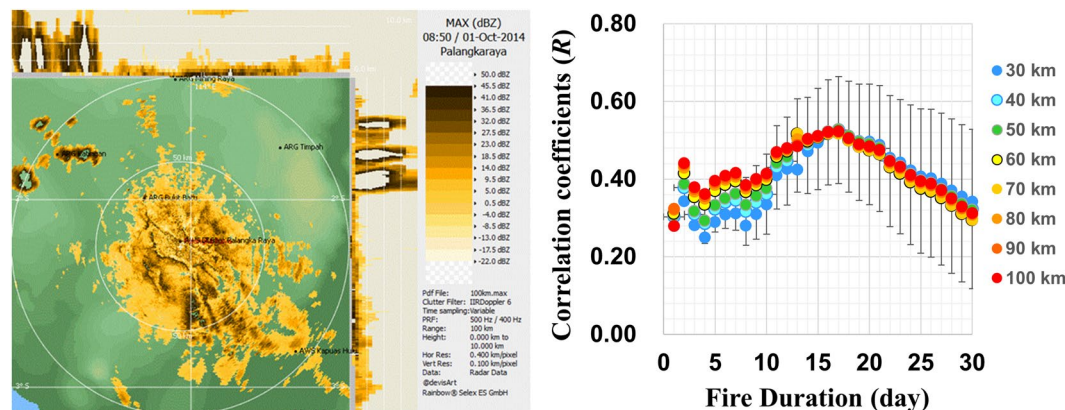 10.0 km
MAX (dBZ)
08:50 / 01-Oct-2014
Palangkaraya
50.0 dBZ
45.5 dBZ
41.0 dBZ
36.5 dBZ
32.0 dBZ
27.5 dBZ
23.0 dBZ
18.5 dBZ
14.0 dBZ
9.5 dBZ
5.0 dBZ
0.5 dBZ
-4.0 dBZ
-8.5 dBZ
-13.0 dBZ
-17.5 dBZ
-22.0 dBZ
Pdf File: 100km.max
Clutter Filter: IIRDoppler 6
Time sampling:Variable
PRF: 500 Hz / 400 Hz
Range: 100 km
Height: 0.000 km to
10.000 km
Hor Res: 0.400 km/pixel
Vert Res: 0.100 km/pixel
Data: Radar Data
@devisArt
Rainbow® Selex ES GmbH
ARG Timpah
50 km
Palangka Raya
Correlation coefficients (R)
0.80
0.60
0.40
0.20
0.00
0
5
10
15
20
25
30
Fire Duration (day)
30 km
40 km
50 km
60 km
70 km
80 km
90 km
100 km